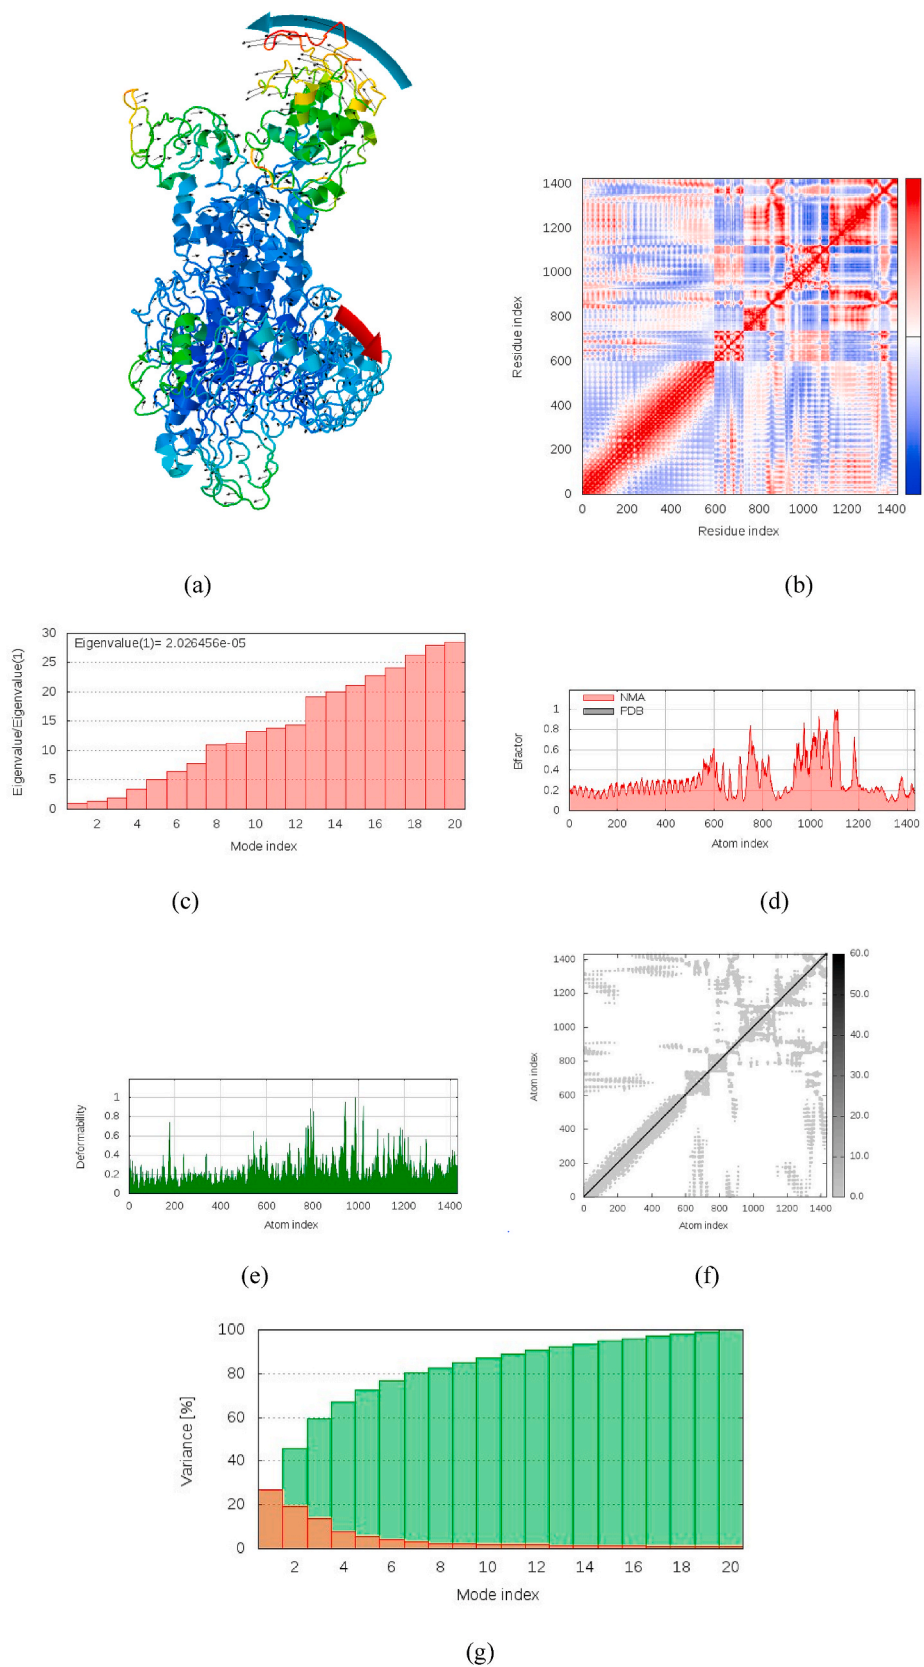 1400
1200
1000
800
600
400
200
0
Residue index
0 200 400 600 800 1000 1200 1400
Residue index
(a)
(b)
30
25
20
15
10
5
0
Eigenvalue/Eigenvalue(1)
Eigenvalue(1)= 2.026456e-05
2 4 6 8 10 12 14 16 18 20
Mode index
NMA
PDB
1
0.8
0.6
0.4
0.2
0
Bfactor
0 200 400 600 800 1000 1200 1400
Atom index
(c)
(d)
1
0.8
0.6
0.4
0.2
0
Deformability
0 200 400 600 800 1000 1200 1400
Atom index
1400
1200
1000
800
600
400
200
0
Atom index
0 200 400 600 800 1000 1200 1400
Atom index
60.0
50.0
40.0
30.0
20.0
10.0
0.0
(e)
(f)
100
80
60
40
20
0
Variance [%]
2 4 6 8 10 12 14 16 18 20
Mode index
(g)